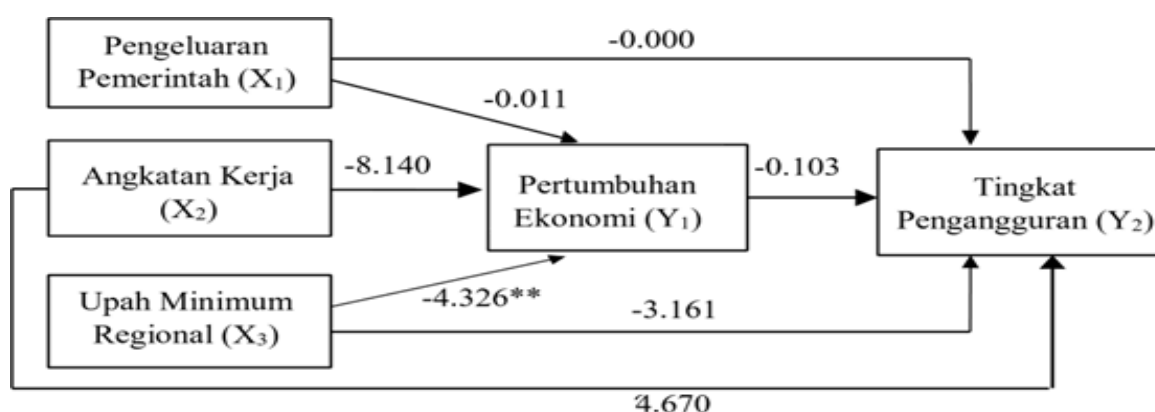 Pengeluaran
Pemerintah (X₁)
-0.000
-0.011
Angkatan Kerja
(X₂)
-8.140
Pertumbuhan
Ekonomi (Y₁)
-0.103
Tingkat
Pengangguran (Y₂)
Upah Minimum
Regional (X₃)
-4.326**
-3.161
4.670